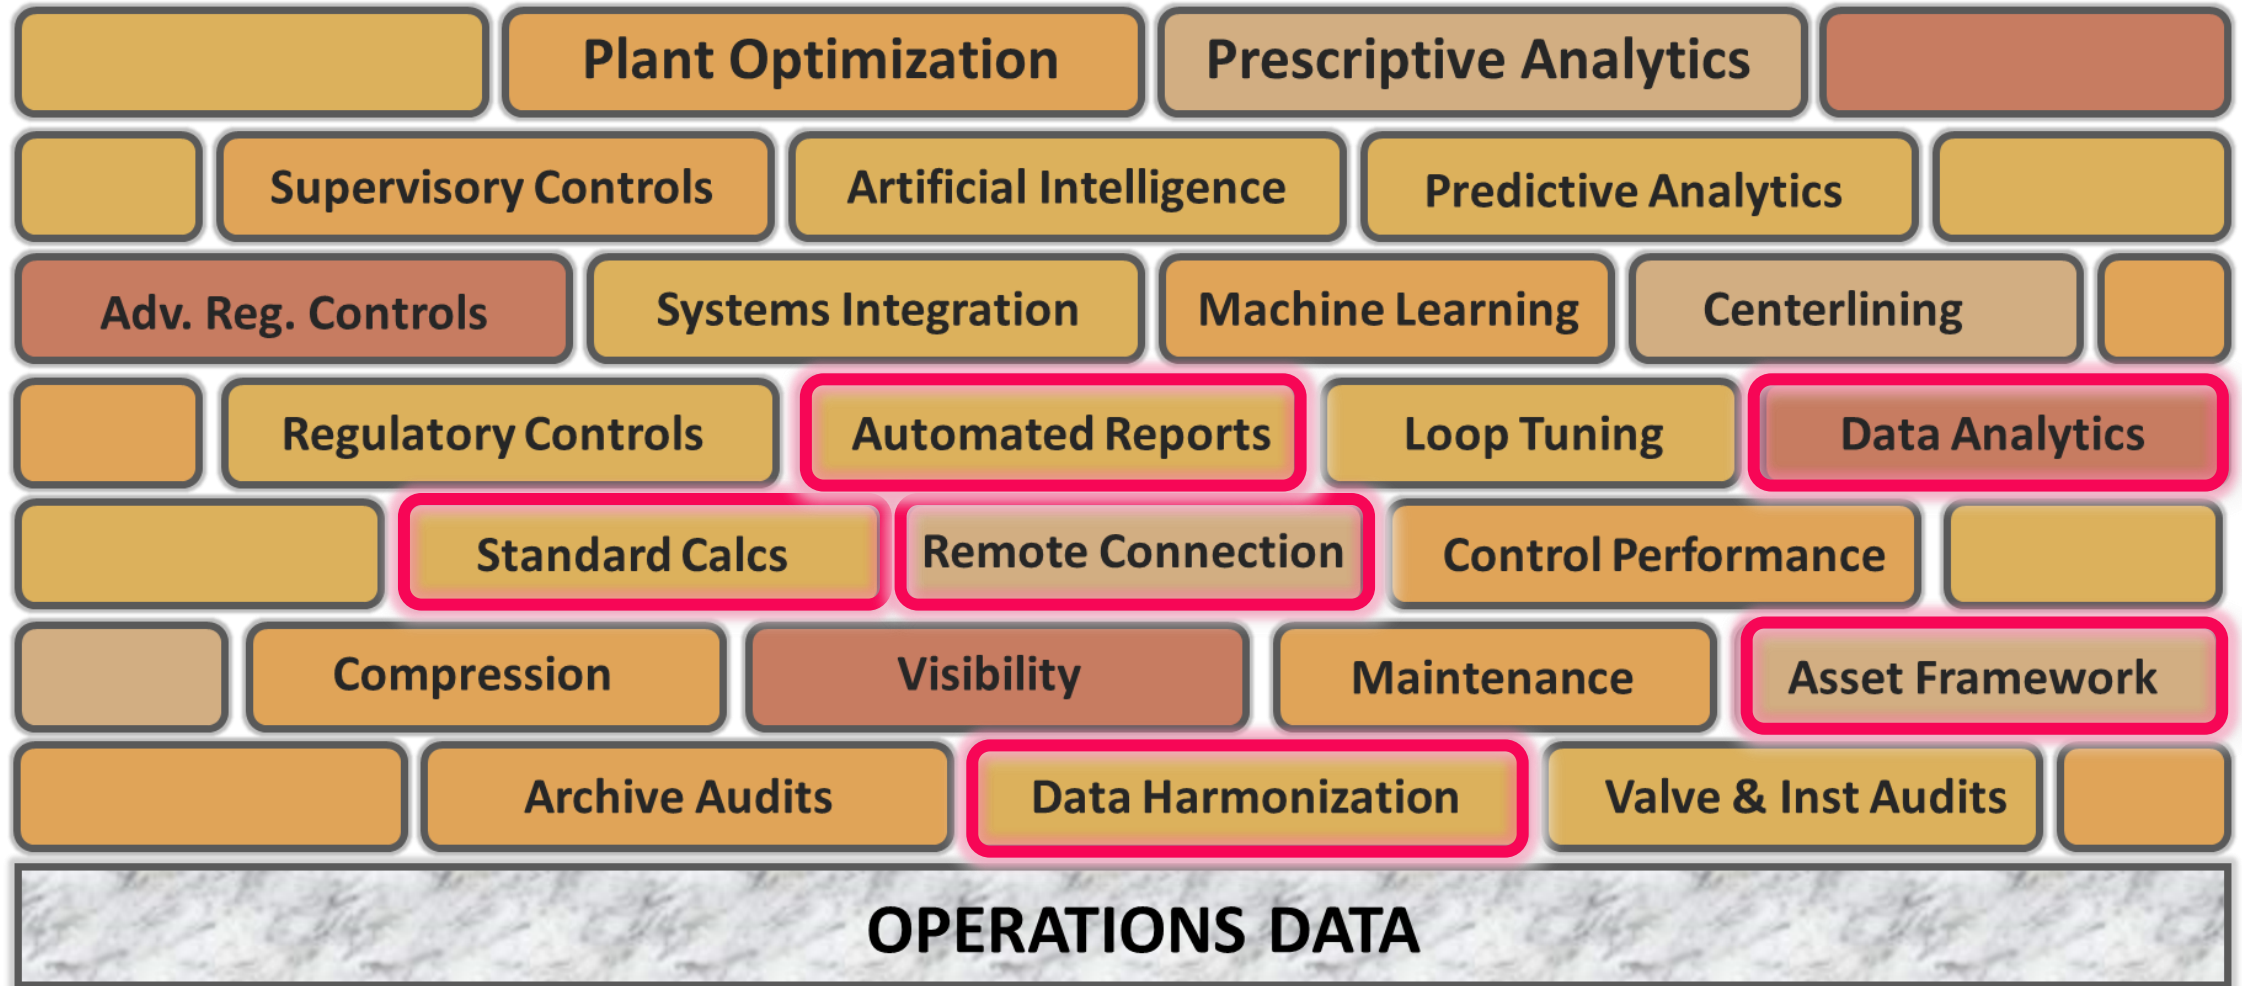 Plant Optimization
Prescriptive Analytics
Supervisory Controls
Artificial Intelligence
Predictive Analytics
Adv. Reg. Controls
Systems Integration
Machine Learning
Centerlining
Regulatory Controls
Automated Reports
Loop Tuning
Data Analytics
Standard Calcs
Remote Connection
Control Performance
Compression
Visibility
Maintenance
Asset Framework
Archive Audits
Data Harmonization
Valve & Inst Audits
OPERATIONS DATA